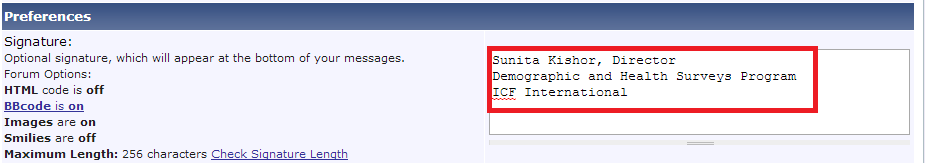 Preferences
Signature:
Optional signature, which will appear at the bottom of your messages.
Forum Options:
HTML code is off
BBcode is on
Images are on
Smilies are off
Maximum Length: 256 characters Check Signature Length
Sunita Kishor, Director
Demographic and Health Surveys Program
ICF International